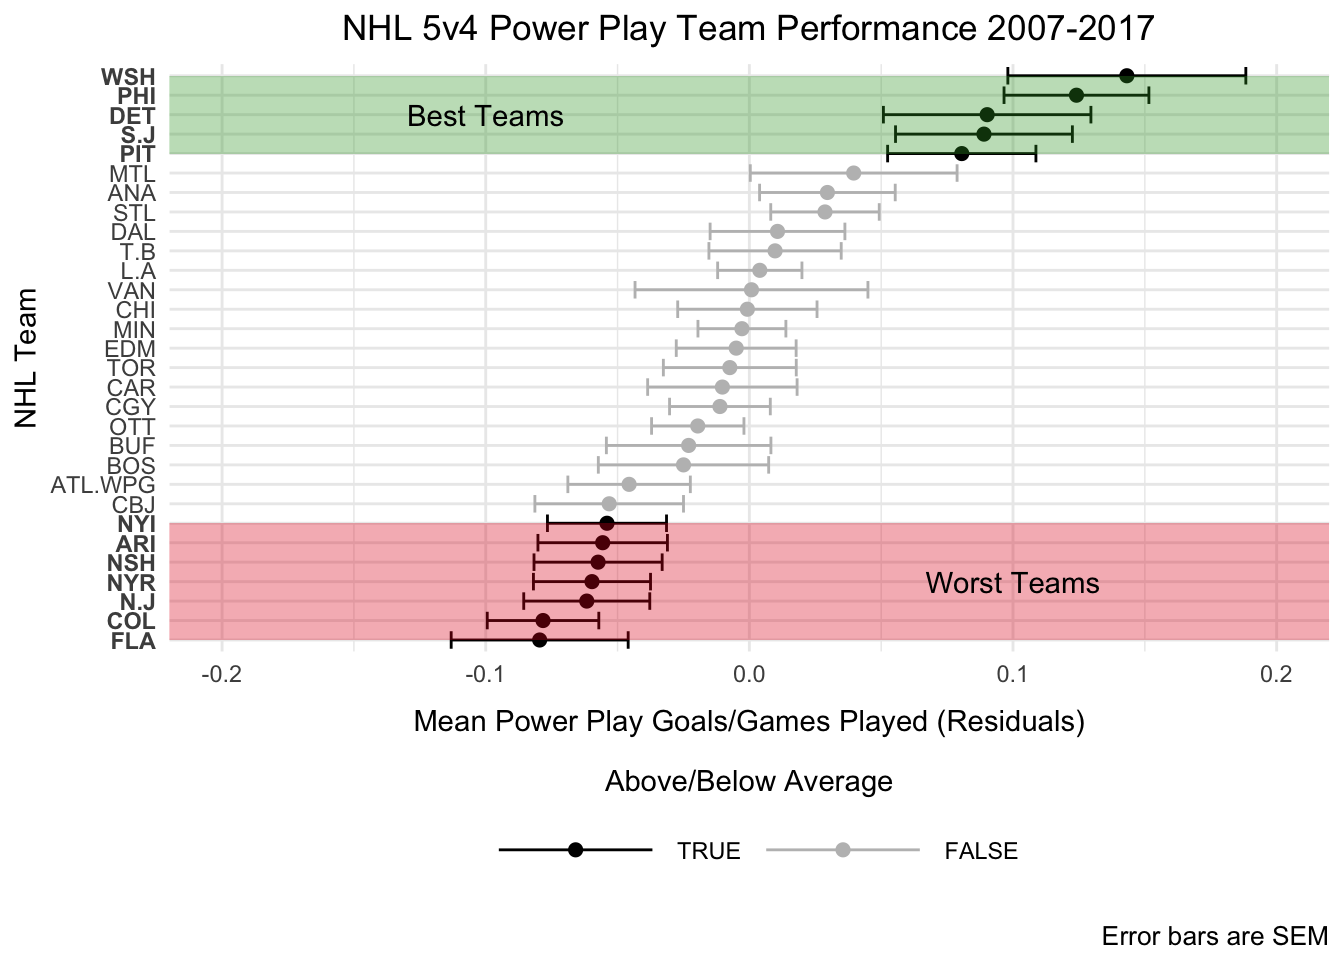 NHL 5v4 Power Play Team Performance 2007-2017
WSH
PHI
Best Teams
DET
S.J
PIT
MTL
ANA
STL
DAL
T.B
L.A
VAN
CHI
MIN
EDM
TOR
CAR
CGY
OTT
BUF
BOS
ATL.WPG
CBJ
NYI
ARI
NSH
NYR
Worst Teams
N.J
COL
FLA
NHL Team
-0.2 -0.1 0.0 0.1 0.2
Mean Power Play Goals/Games Played (Residuals)
Above/Below Average
TRUE FALSE
Error bars are SEM